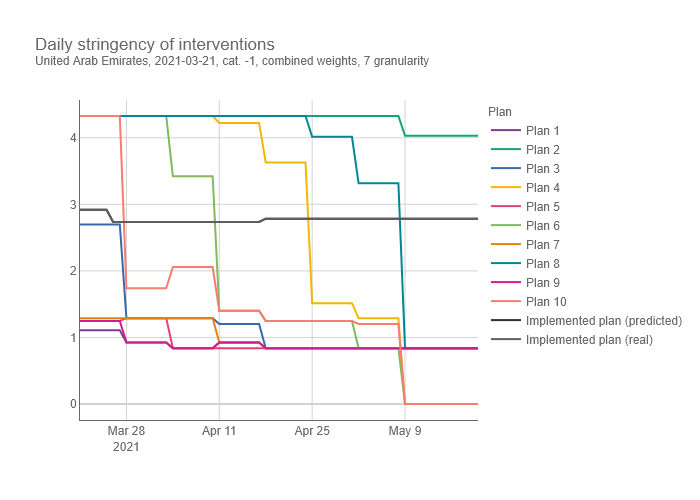 Daily stringency of interventions
United Arab Emirates, 2021-03-21, cat. -1, combined weights, 7 granularity
Plan
Plan 1
Plan 2
Plan 3
Plan 4
Plan 5
Plan 6
Plan 7
Plan 8
Plan 9
Plan 10
Implemented plan (predicted)
Implemented plan (real)
4
3
2
1
0
Mar 28
2021
Apr 11
Apr 25
May 9